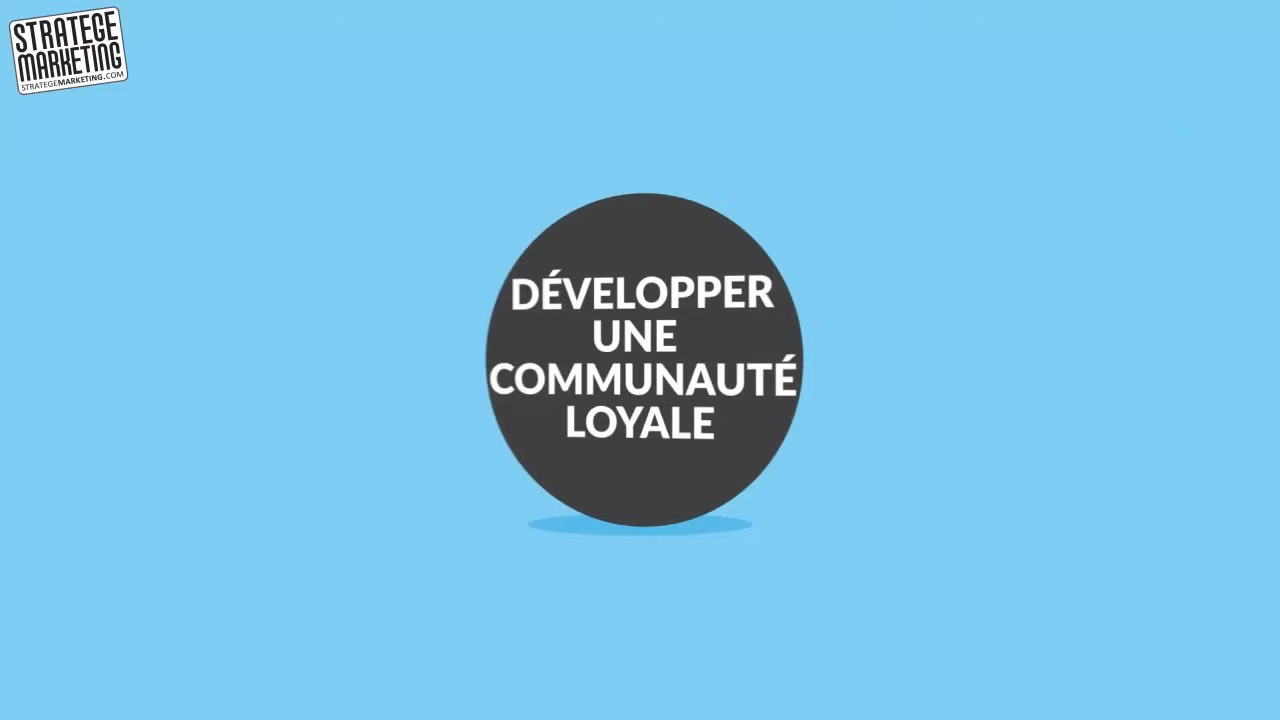 STRATEGE
MARKETING
STRATEGEMARKETING.COM
DÉVELOPPER
UNE
COMMUNAUTÉ
LOYALE